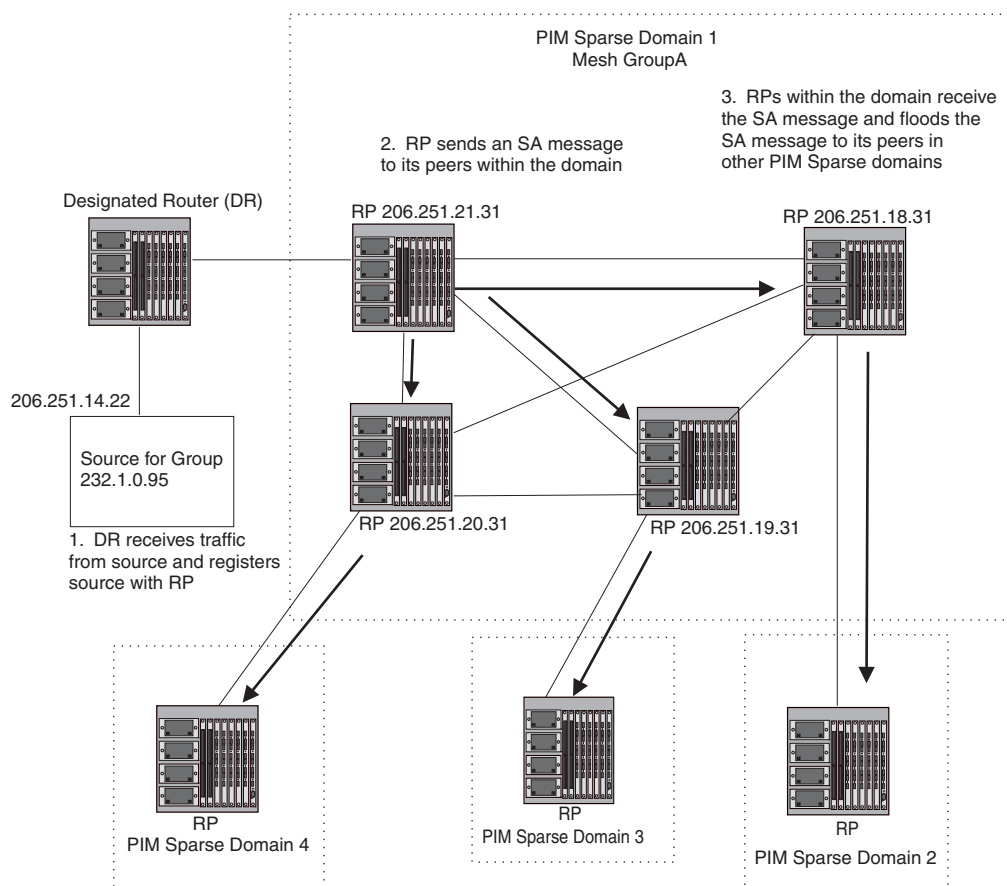 PIM Sparse Domain 1
Mesh GroupA
3. RPs within the domain receive
the SA message and floods the
SA message to its peers in
other PIM Sparse domains
2. RP sends an SA message
to its peers within the domain
Designated Router (DR)
RP 206.251.21.31
RP 206.251.18.31
206.251.14.22
Source for Group
232.1.0.95
RP 206.251.20.31
RP 206.251.19.31
1. DR receives traffic
from source and registers
source with RP
RP
PIM Sparse Domain 4
RP
PIM Sparse Domain 3
RP
PIM Sparse Domain 2